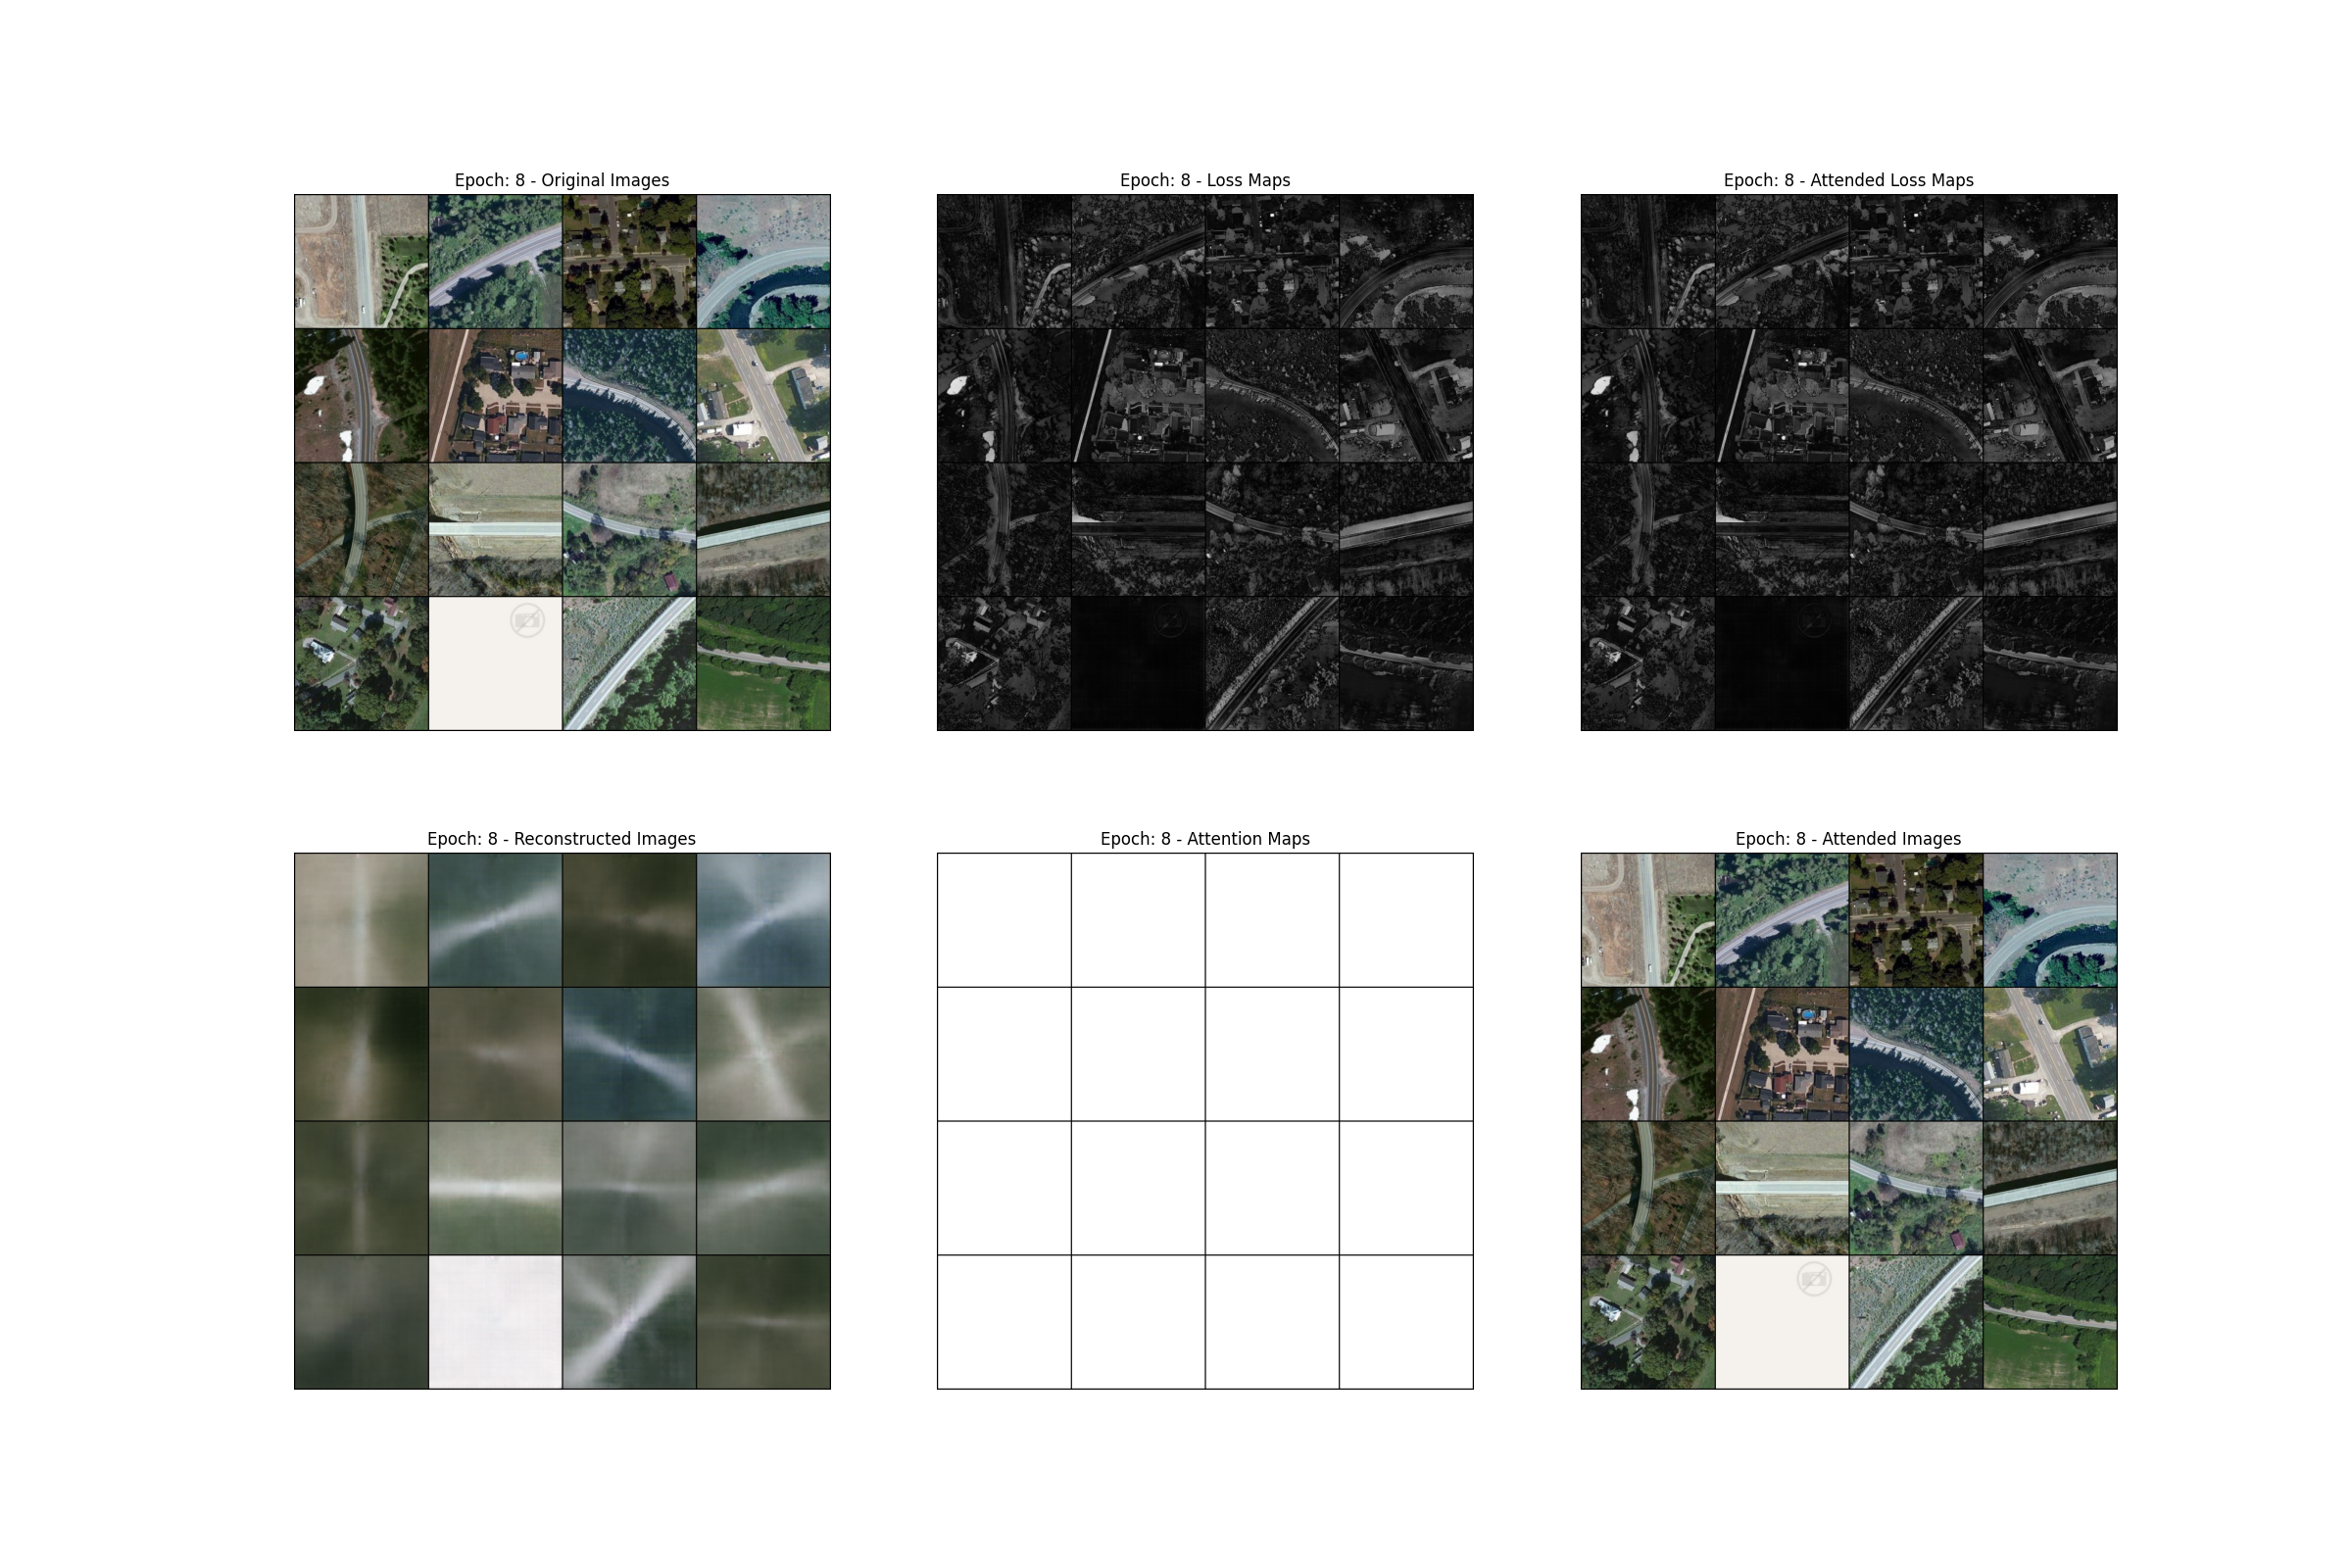 Epoch: 8 - Original Images
Epoch: 8 - Loss Maps
Epoch: 8 - Attended Loss Maps
Epoch: 8 - Reconstructed Images
Epoch: 8 - Attention Maps
Epoch: 8 - Attended Images